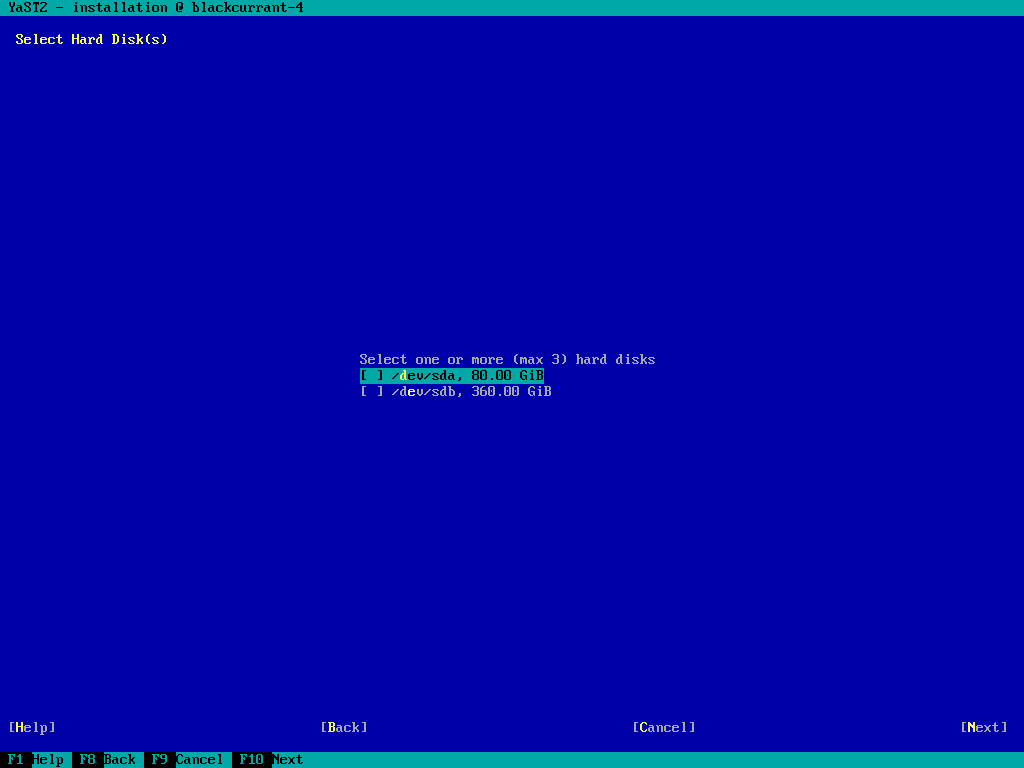 YaST2 - installation @ blackcurrant-4
Select Hard Disk(s)
Select one or more (max 3) hard disks
[ ] /dev/sda, 80.00 GiB
[ ] /dev/sdb, 360.00 GiB
[Help] [Back] [Cancel] [Next]
F1 Help F8 Back F9 Cancel F10 Next